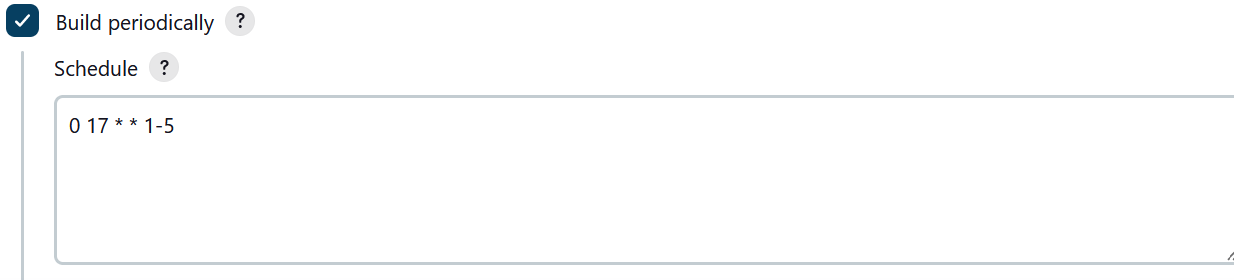 Build periodically ?
Schedule ?
0 17 * * 1-5